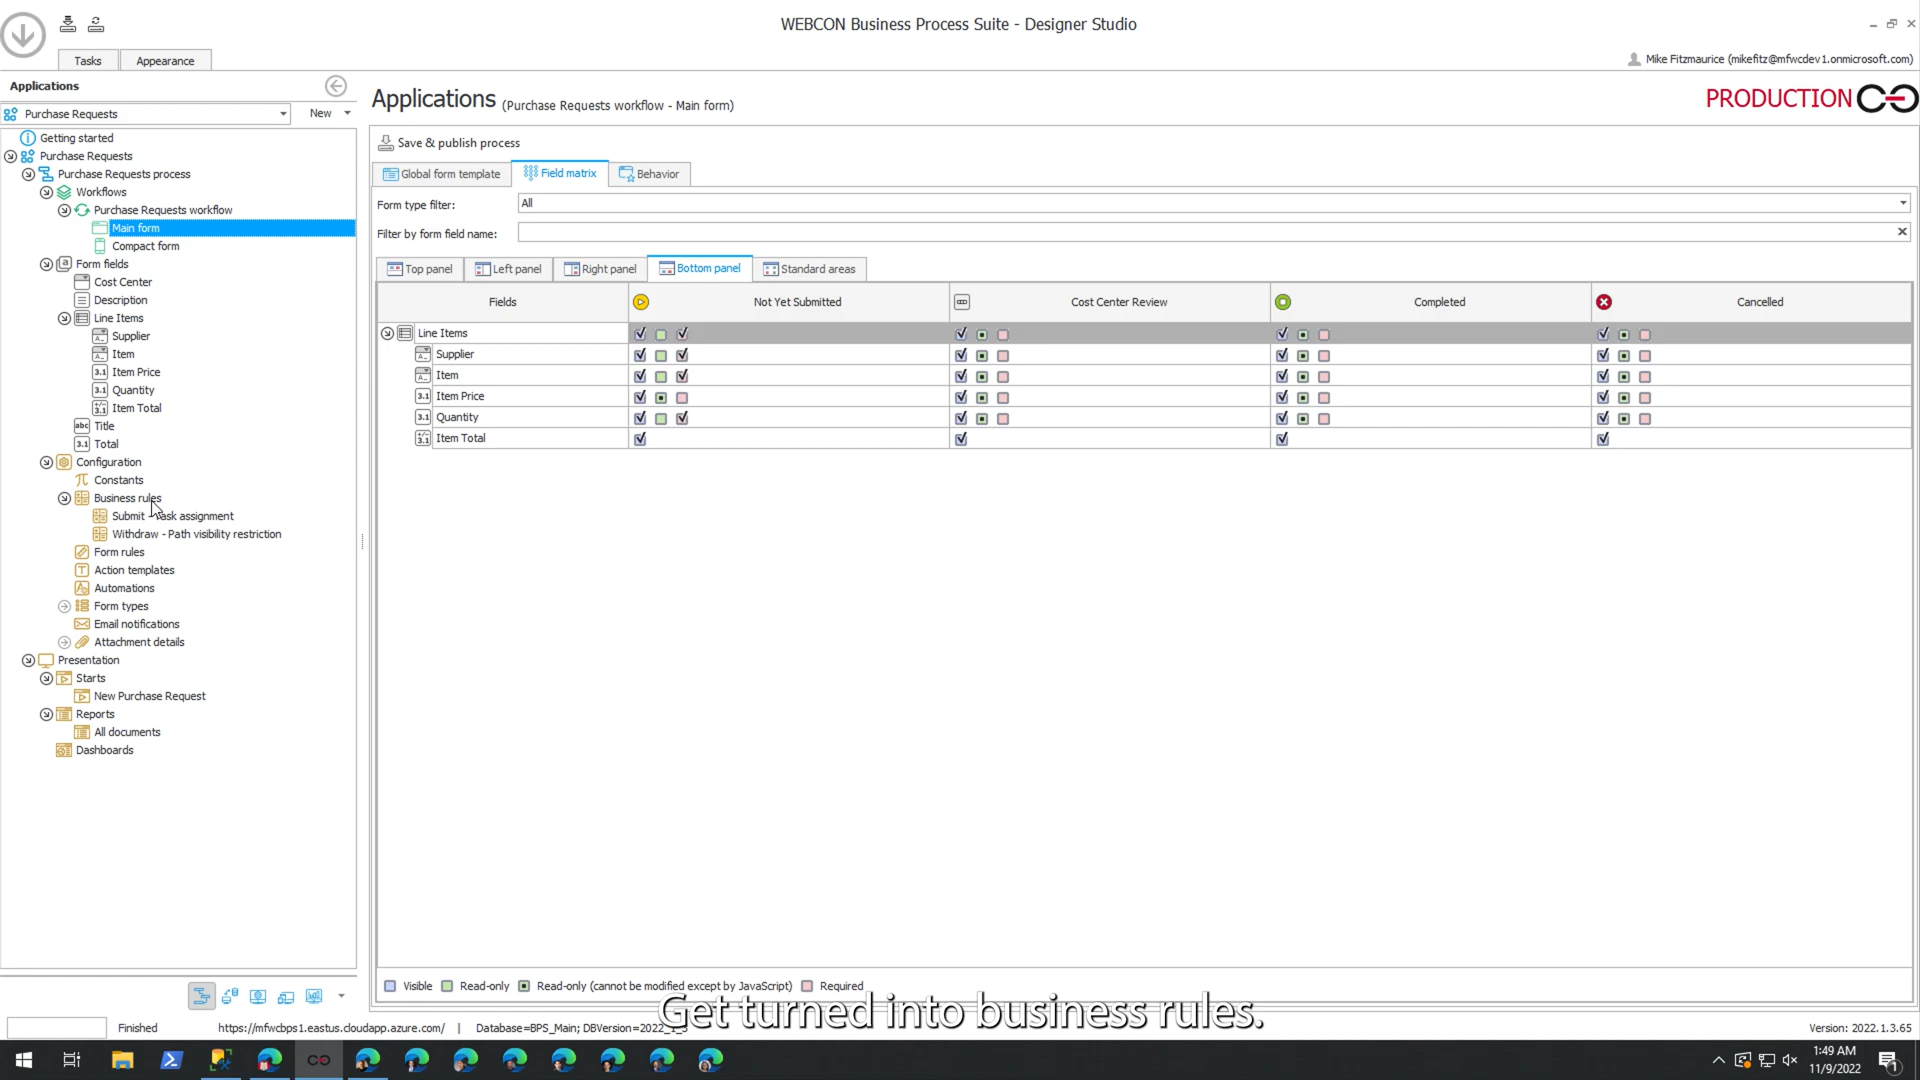 WEBCON Business Process Suite - Designer Studio
Tasks
Appearance
Mike Fitzmaurice (mikefitz@mfwcdev1.onmicrosoft.com)
Applications
Purchase Requests
New
Getting started
Purchase Requests
Purchase Requests process
Workflows
Purchase Requests workflow
Main form
Compact form
Form fields
Cost Center
Description
Line Items
Supplier
Item
Item Price
Quantity
Item Total
Title
Total
Configuration
Constants
Business rules
Submit - Task assignment
Withdraw - Path visibility restriction
Form rules
Action templates
Automations
Form types
Email notifications
Attachment details
Presentation
Starts
New Purchase Request
Reports
All documents
Dashboards
Applications (Purchase Requests workflow - Main form)
PRODUCTION
Save & publish process
Global form template
Field matrix
Behavior
Form type filter:
All
Filter by form field name:
Top panel
Left panel
Right panel
Bottom panel
Standard areas
Fields
Not Yet Submitted
Cost Center Review
Completed
Cancelled
Line Items
Supplier
Item
3.1 Item Price
3.1 Quantity
Item Total
Visible
Read-only
Read-only (cannot be modified except by JavaScript)
Required
Get turned into business rules.
Finished
https://mfwcbps1.eastus.cloudapp.azure.com/ | Database=BPS_Main; DBVersion=2022_1_3
Version: 2022.1.3.65
1:49 AM
11/9/2022